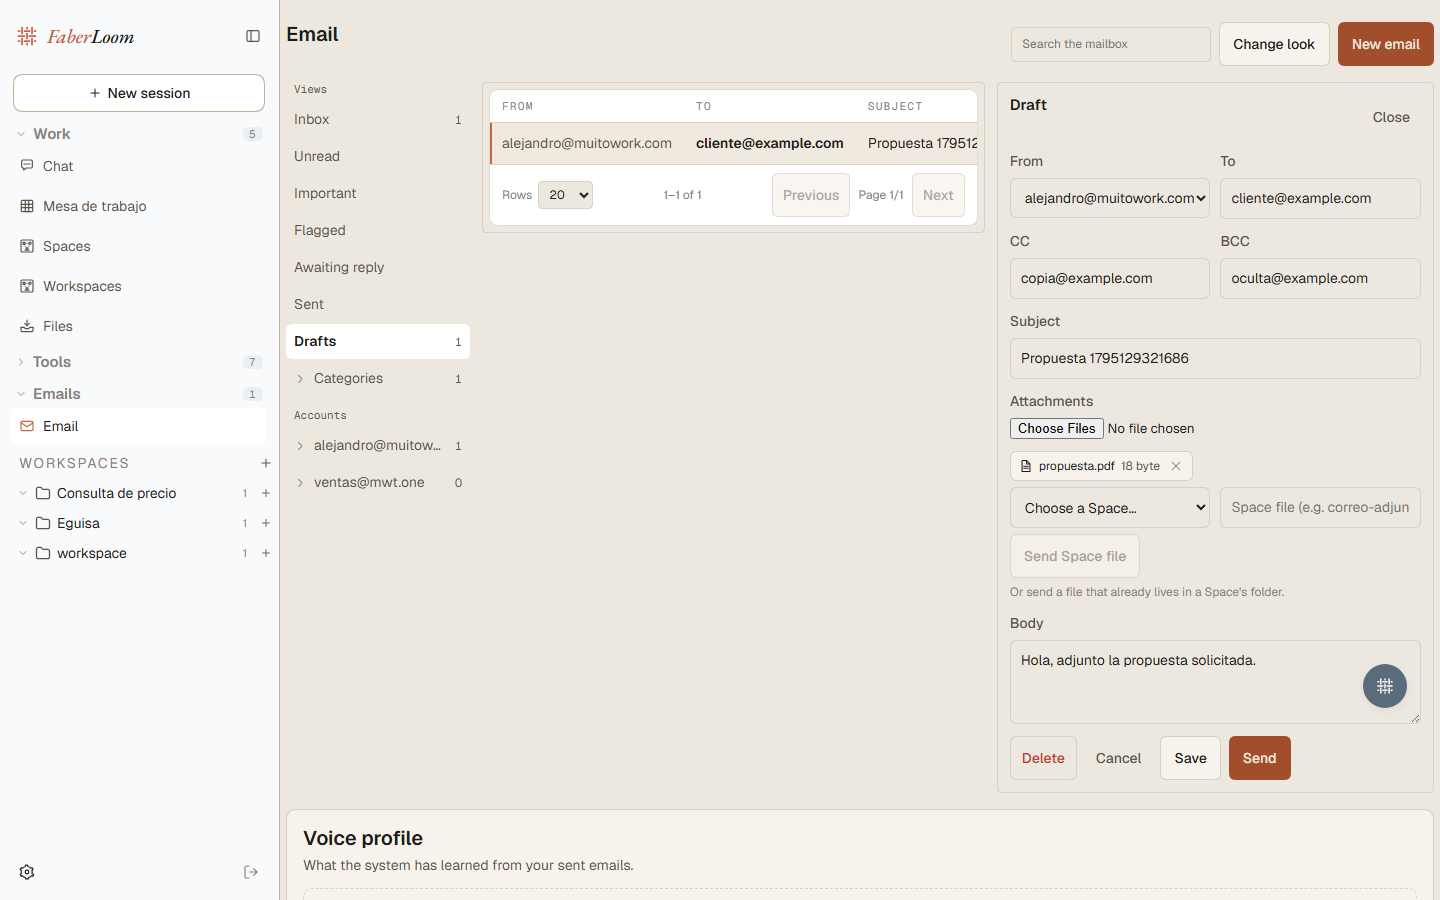 FaberLoom
+ New session
Work 5
Chat
Mesa de trabajo
Spaces
Workspaces
Files
Tools 7
Emails 1
Email
WORKSPACES +
Consulta de precio 1 +
Eguisa 1 +
workspace 1 +
Email
Search the mailbox
Change look
New email
Views
Inbox 1
Unread
Important
Flagged
Awaiting reply
Sent
Drafts 1
Categories 1
Accounts
alejandro@muitow... 1
ventas@mwt.one 0
FROM TO SUBJECT
alejandro@muitowork.com cliente@example.com Propuesta 179512
Rows 20 1–1 of 1 Previous Page 1/1 Next
Draft
Close
From To
alejandro@muitowork.com cliente@example.com
CC BCC
copia@example.com oculta@example.com
Subject
Propuesta 1795129321686
Attachments
Choose Files No file chosen
propuesta.pdf 18 byte
Choose a Space... Space file (e.g. correo-adjun
Send Space file
Or send a file that already lives in a Space's folder.
Body
Hola, adjunto la propuesta solicitada.
Delete Cancel Save Send
Voice profile
What the system has learned from your sent emails.